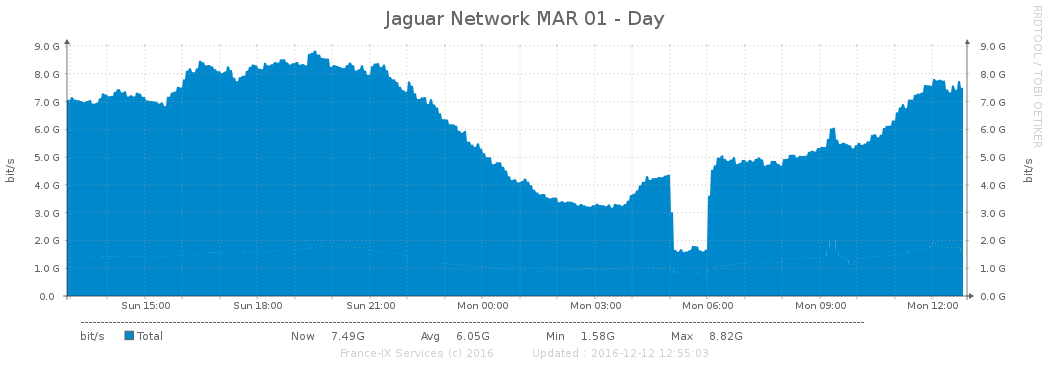 Jaguar Network MAR 01 - Day
RRDTOOL / TOBI OETIKER
bit/s
bit/s
9.0 G 9.0 G
8.0 G 8.0 G
7.0 G 7.0 G
6.0 G 6.0 G
5.0 G 5.0 G
4.0 G 4.0 G
3.0 G 3.0 G
2.0 G 2.0 G
1.0 G 1.0 G
0.0 0.0 G
Sun 15:00 Sun 18:00 Sun 21:00 Mon 00:00 Mon 03:00 Mon 06:00 Mon 09:00 Mon 12:00
bit/s Total Now 7.49G Avg 6.05G Min 1.58G Max 8.82G
France-IX Services (c) 2016 Updated : 2016-12-12 12:55:03